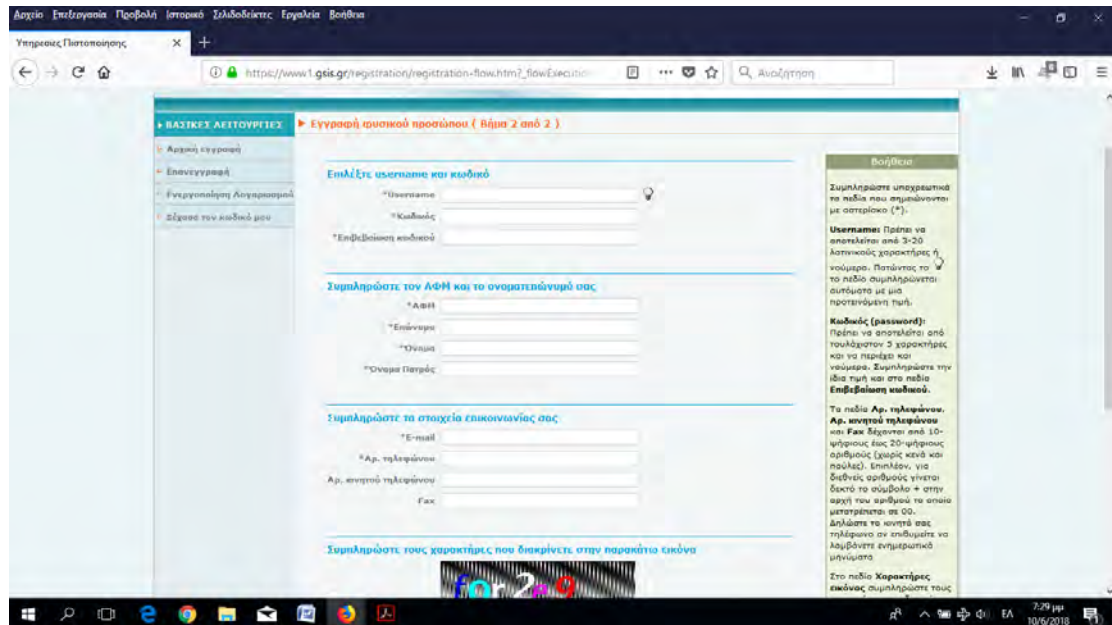 Αρχείο Επεξεργασία Προβολή Ιστορικό Σελιδοδείκτες Εργαλεία Βοήθεια
Υπηρεσιες Πιστοποιησης
https://www1.gsis.gr/registration/registration-flow.htm?_flowExecutio
Αναζήτηση
ΒΑΣΙΚΕΣ ΛΕΙΤΟΥΡΓΙΕΣ
Αρχική εγγραφή
Επανεγγραφή
Ενεργοποίηση Λογαριασμού
Ξέχασα τον κωδικό μου
Εγγραφή φυσικού προσώπου ( Βήμα 2 από 2 )
Επιλέξτε username και κωδικό
*Username
*Κωδικός
*Επιβεβαίωση κωδικού
Συμπληρώστε τον ΑΦΜ και το ονοματεπώνυμό σας
*ΑΦΜ
*Επώνυμο
*Όνομα
*Όνομα Πατρός
Συμπληρώστε τα στοιχεία επικοινωνίας σας
*E-mail
*Αρ. τηλεφώνου
Αρ. κινητού τηλεφώνου
Fax
Συμπληρώστε τους χαρακτήρες που διακρίνετε στην παρακάτω εικόνα
Βοήθεια
Συμπληρώστε υποχρεωτικά
τα πεδία που σημειώνονται
με αστερίσκο (*).
Username: Πρέπει να
αποτελείται από 3-20
λατινικούς χαρακτήρες ή
νούμερα. Πατώντας το
το πεδίο συμπληρώνεται
αυτόματα με μια
προτεινόμενη τιμή.
Κωδικός (password):
Πρέπει να αποτελείται από
τουλάχιστον 5 χαρακτήρες
και να περιέχει και
νούμερα. Συμπληρώστε την
ίδια τιμή και στο πεδίο
Επιβεβαίωση κωδικού.
Τα πεδία Αρ. τηλεφώνου,
Αρ. κινητού τηλεφώνου
και Fax δέχονται από 10-
ψήφιους έως 20-ψήφιους
αριθμούς (χωρίς κενά και
παύλες). Επιπλέον, για
διεθνείς αριθμούς γίνεται
δεκτό το σύμβολο + στην
αρχή του αριθμού το οποίο
μετατρέπεται σε 00.
Δηλώστε το κινητό σας
τηλέφωνο αν επιθυμείτε να
λαμβάνετε ενημερωτικά
μηνύματα
Στο πεδίο Χαρακτήρες
εικόνας συμπληρώστε τους
ΕΛ
7:29 μμ
10/6/2018